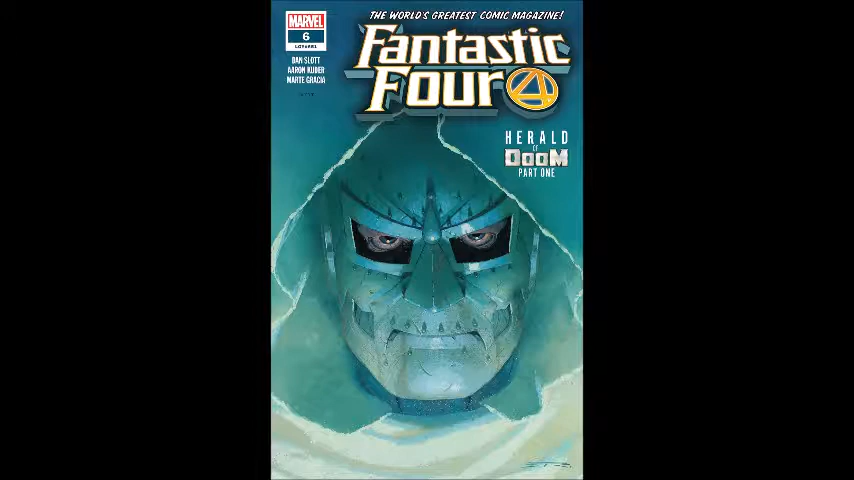 THE WORLD'S GREATEST COMIC MAGAZINE!
MARVEL
6
LGY#651
DAN SLOTT
AARON KUDER
MARTE GRACIA
Fantastic
Four
4
HERALD
OF
DOOM
PART ONE